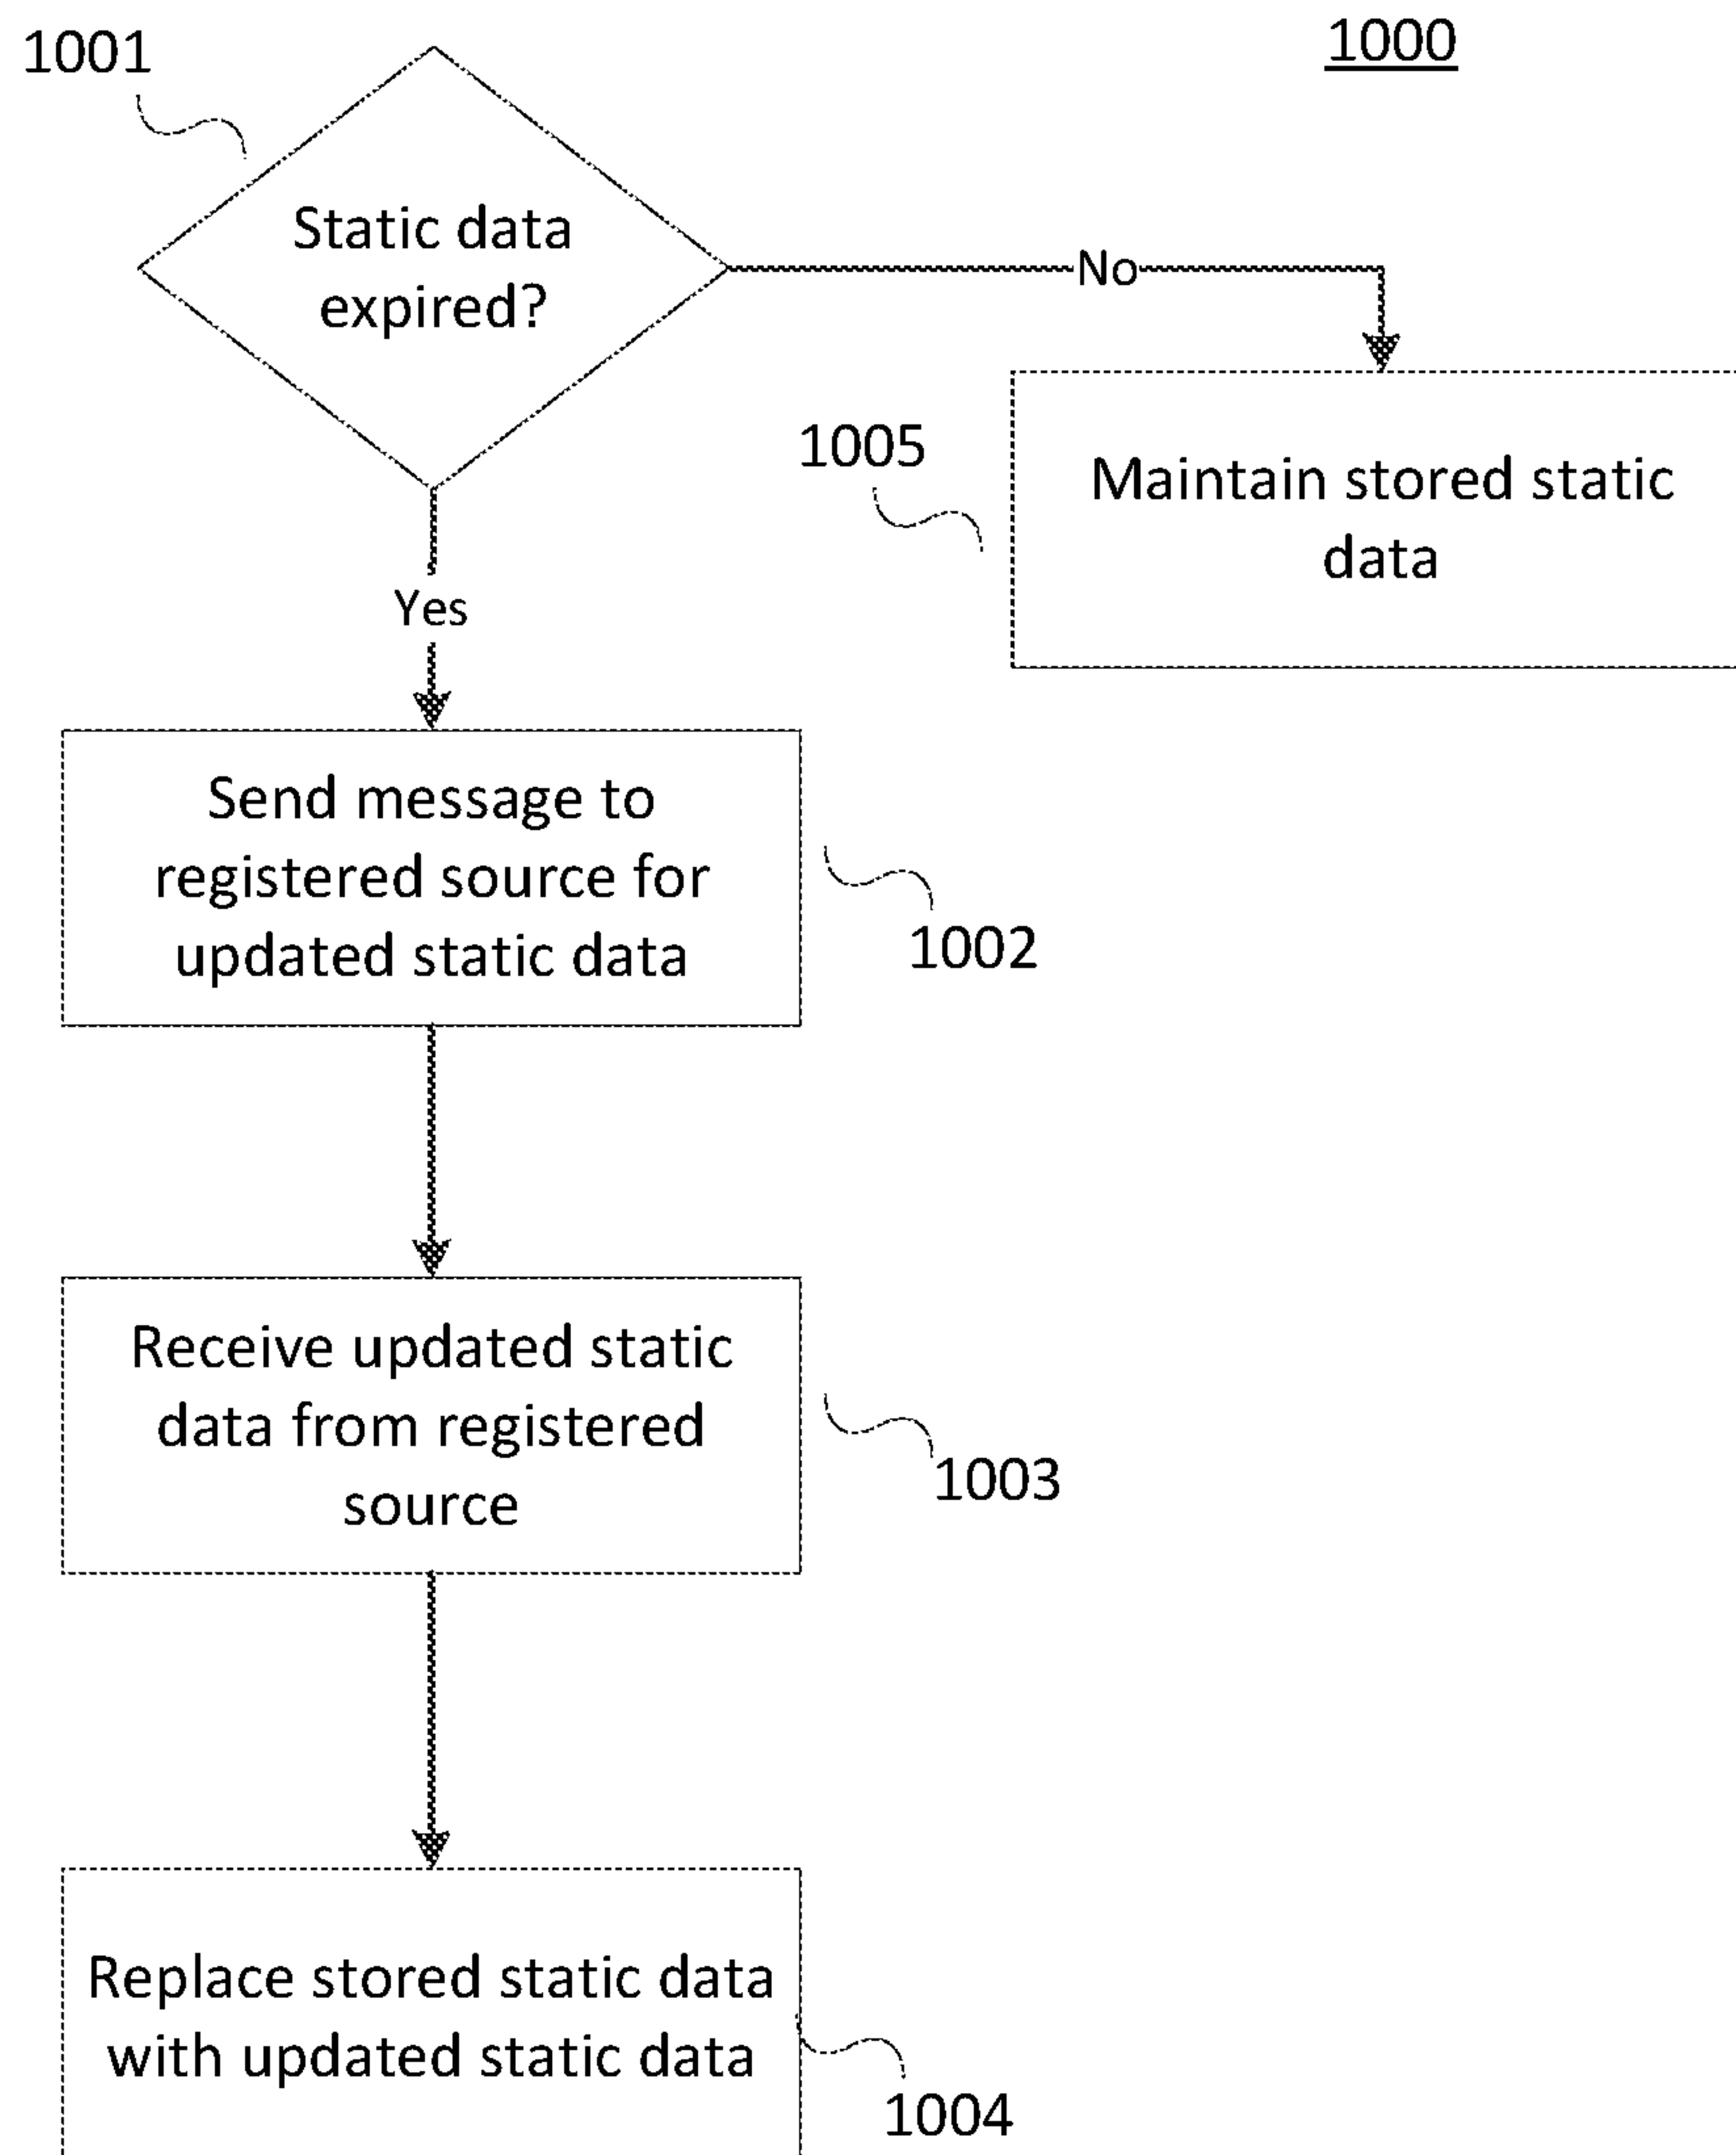 1001
1000
Static data
expired?
No
1005
Maintain stored static
data
Yes
Send message to
registered source for
updated static data
1002
Receive updated static
data from registered
source
1003
Replace stored static data
with updated static data
1004